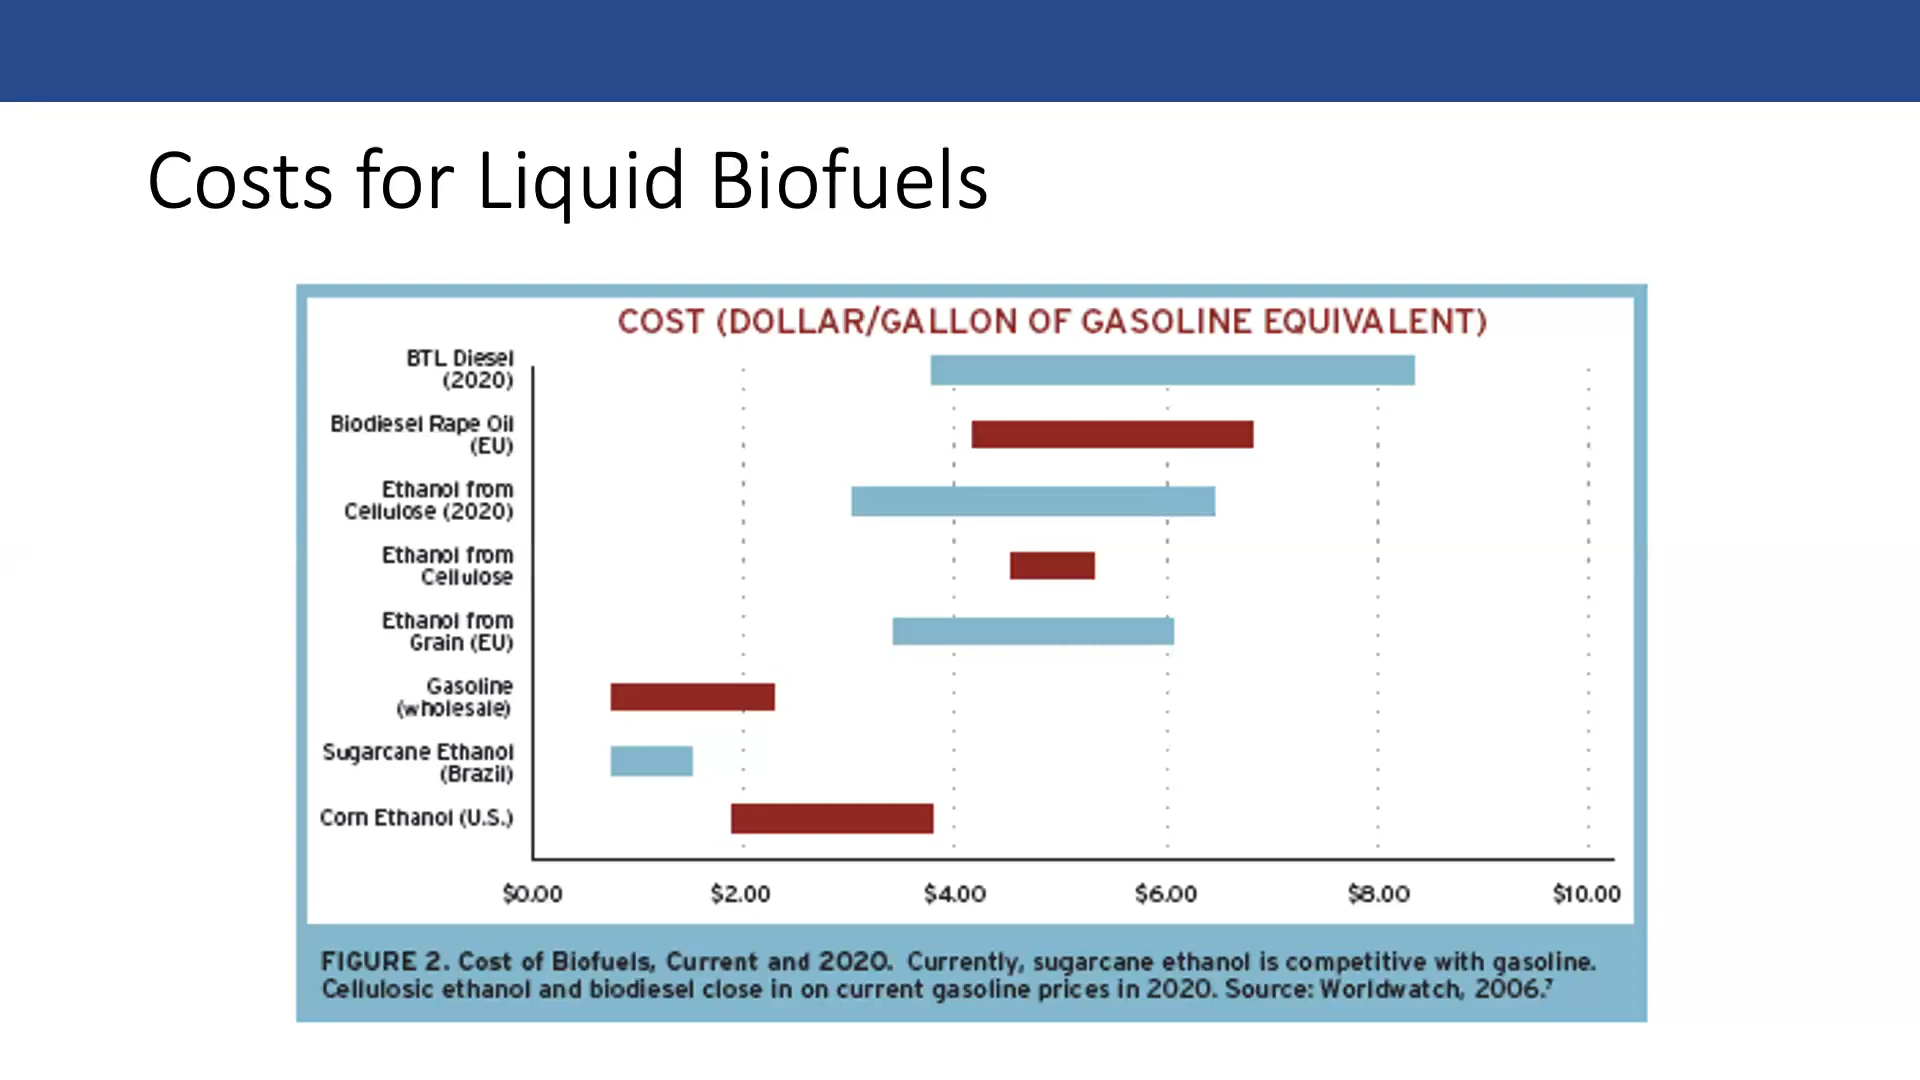 Costs for Liquid Biofuels
COST (DOLLAR/GALLON OF GASOLINE EQUIVALENT)
BTL Diesel
(2020)
Biodiesel Rape Oil
(EU)
Ethanol from
Cellulose (2020)
Ethanol from
Cellulose
Ethanol from
Grain (EU)
Gasoline
(wholesale)
Sugarcane Ethanol
(Brazil)
Corn Ethanol (U.S.)
$0.00 $2.00 $4.00 $6.00 $8.00 $10.00
FIGURE 2. Cost of Biofuels, Current and 2020. Currently, sugarcane ethanol is competitive with gasoline.
Cellulosic ethanol and biodiesel close in on current gasoline prices in 2020. Source: Worldwatch, 2006.⁷